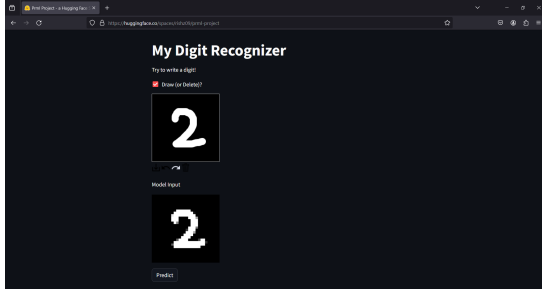 Prml Project - a Hugging Face
https://huggingface.co/spaces/
My Digit Recognizer
Try to write a digit!
Draw (or Delete)?
2
Model Input
2
Predict